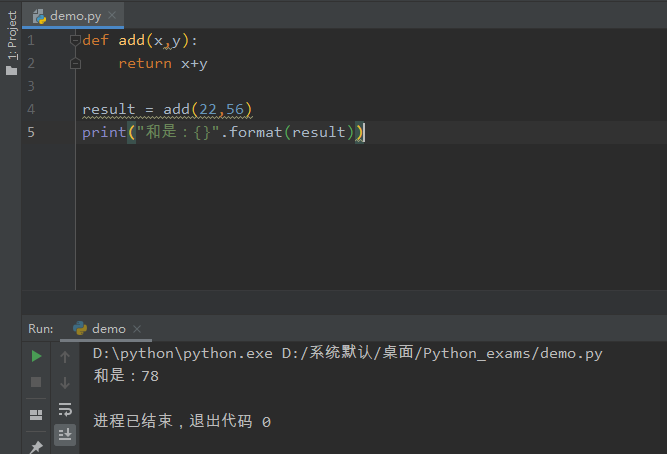 demo.py
1: Project
1 def add(x,y):
2     return x+y
3
4 result = add(22,56)
5 print("和是：{}".format(result))
Run: demo
D:\python\python.exe D:/系统默认/桌面/Python_exams/demo.py
和是：78
进程已结束，退出代码 0